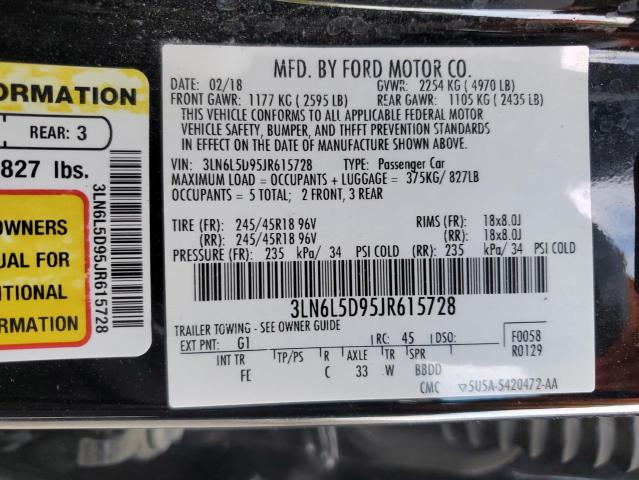 ORMATION
REAR: 3
827 lbs.
OWNERS
UAL FOR
ITIONAL
ORMATION
3LN6L5D95JR615728
MFD. BY FORD MOTOR CO.
DATE: 02/18 GVWR: 2254 KG ( 4970 LB)
FRONT GAWR: 1177 KG ( 2595 LB) REAR GAWR: 1105 KG ( 2435 LB)
THIS VEHICLE CONFORMS TO ALL APPLICABLE FEDERAL MOTOR
VEHICLE SAFETY, BUMPER, AND THEFT PREVENTION STANDARDS
IN EFFECT ON THE DATE OF MANUFACTURE SHOWN ABOVE.
VIN: 3LN6L5D95JR615728 TYPE: Passenger Car
MAXIMUM LOAD = OCCUPANTS + LUGGAGE = 375KG/ 827LB
OCCUPANTS = 5 TOTAL; 2 FRONT, 3 REAR
TIRE (FR): 245/45R18 96V RIMS (FR): 18x8.0J
(RR): 245/45R18 96V (RR): 18x8.0J
PRESSURE (FR): 235 kPa/ 34 PSI COLD (RR): 235 kPa/ 34 PSI COLD
3LN6L5D95JR615728
TRAILER TOWING - SEE OWNER GUIDE
EXT PNT: G1 RC: 45 DSO: F0058
R0129
INT TR TP/PS R AXLE TR SPR
FE C 33 W BBDD
CMC 5U5A-5420472-AA